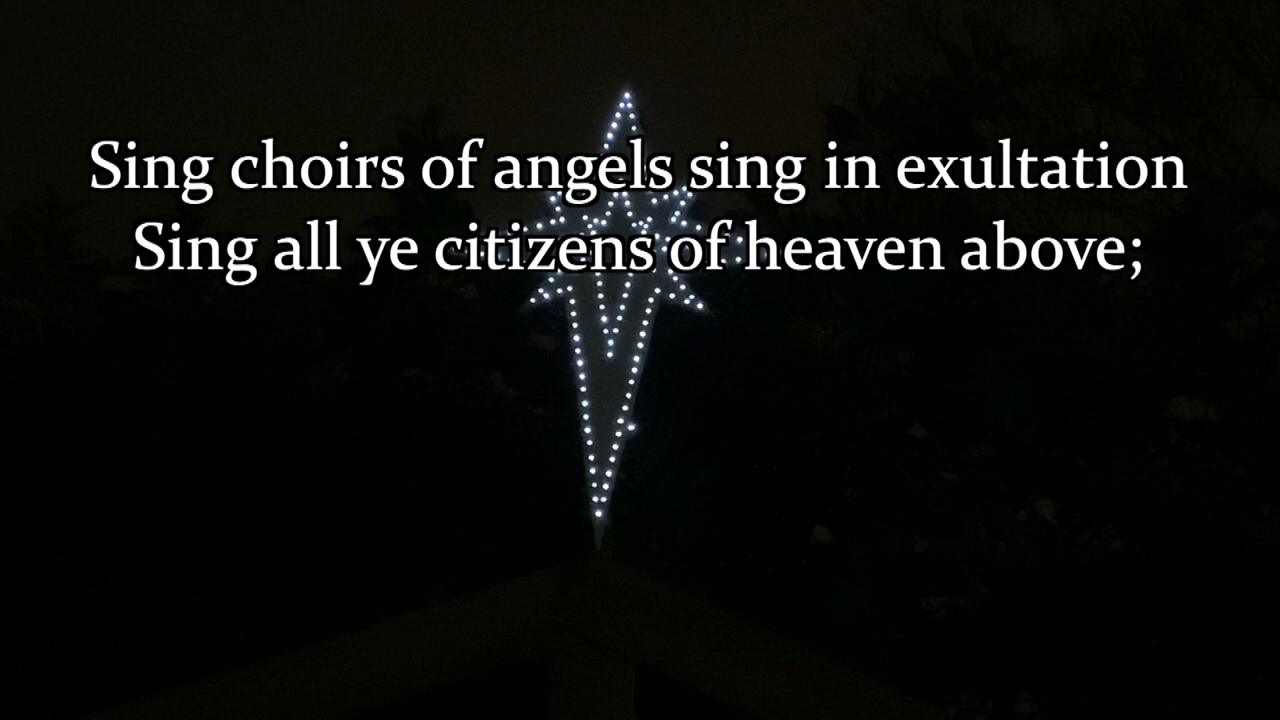 Sing choirs of angels sing in exultation
Sing all ye citizens of heaven above;